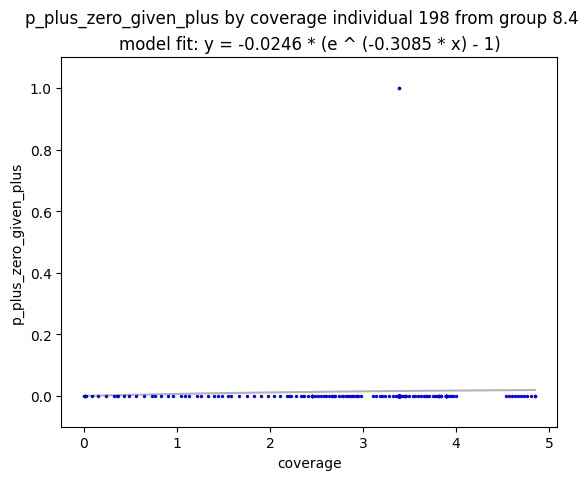 p_plus_zero_given_plus by coverage individual 198 from group 8.4
model fit: y = -0.0246 * (e ^ (-0.3085 * x) - 1)
1.0
0.8
0.6
0.4
0.2
0.0
p_plus_zero_given_plus
0 1 2 3 4 5
coverage